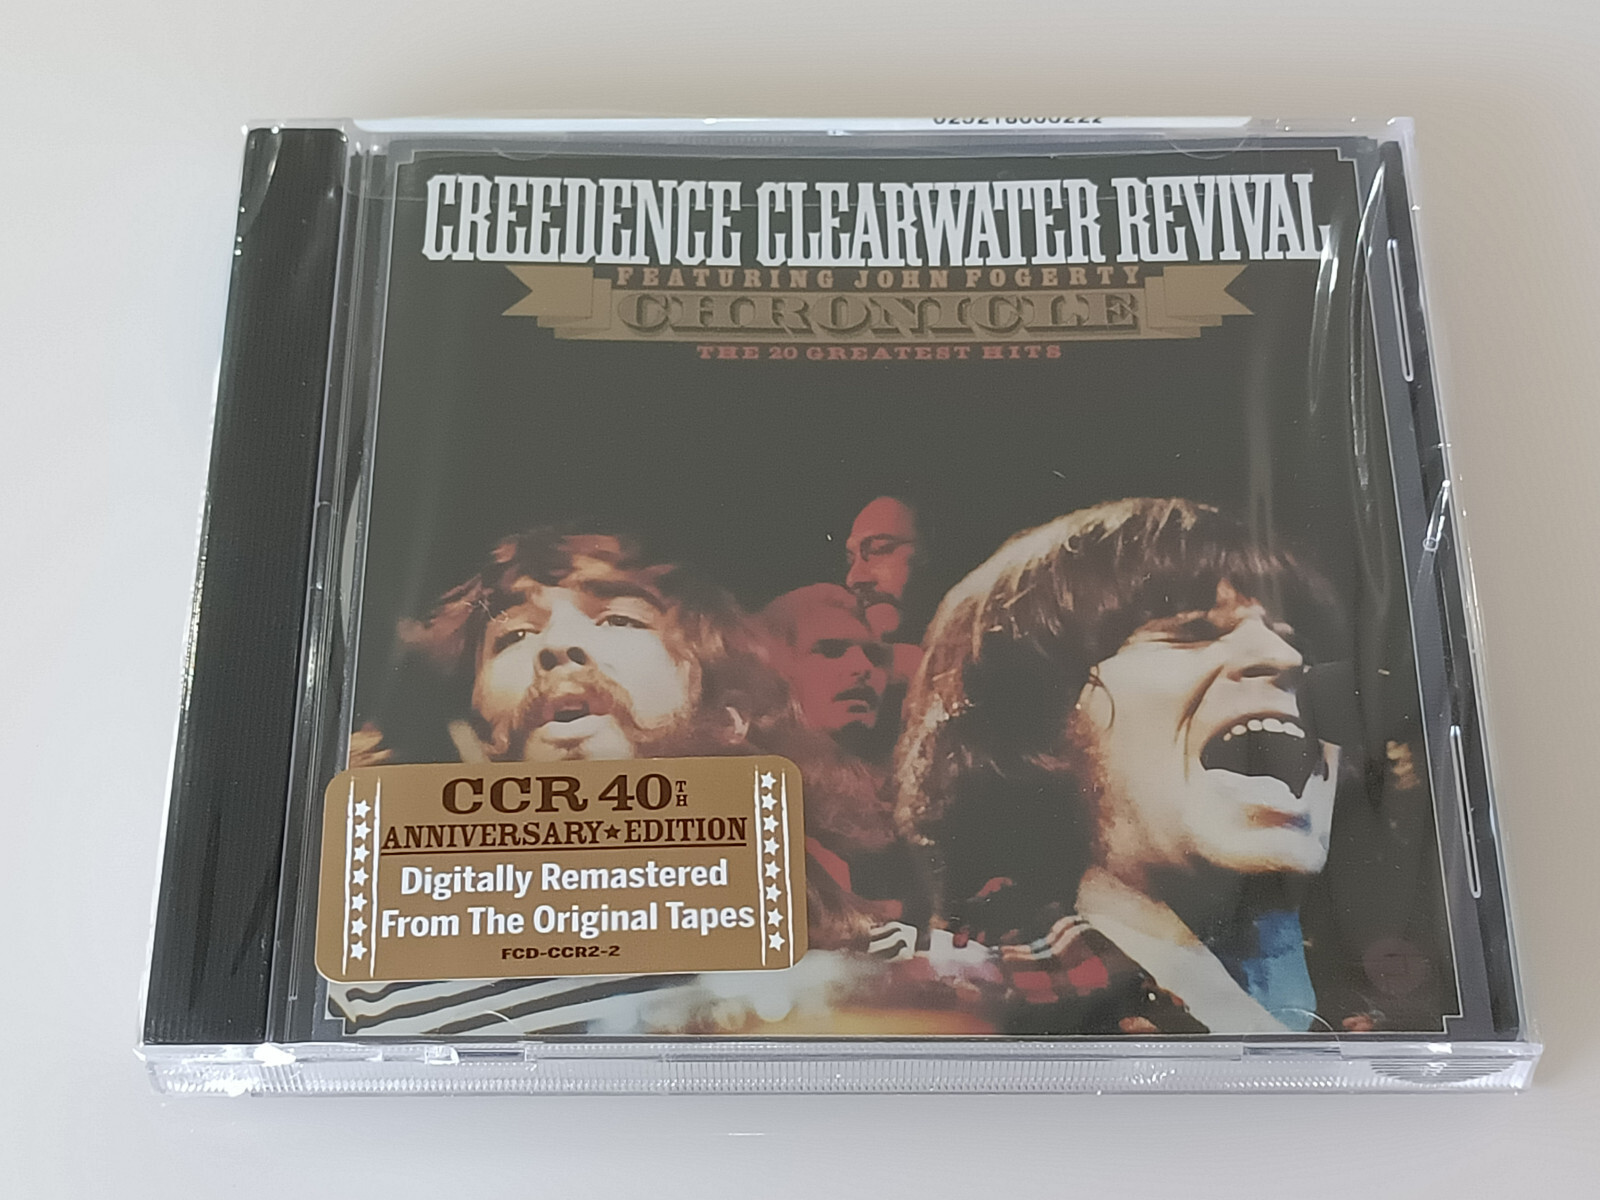 CREEDENCE CLEARWATER REVIVAL
FEATURING JOHN FOGERTY
CHRONICLE
THE 20 GREATEST HITS
CCR 40TH
ANNIVERSARY★EDITION
Digitally Remastered
From The Original Tapes
FCD-CCR2-2